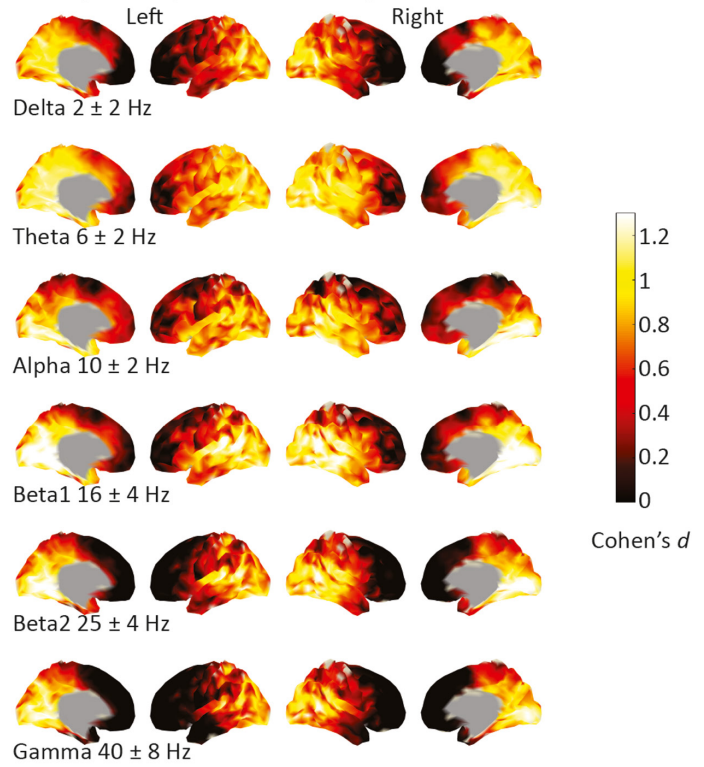 Left
Right
Delta 2 ± 2 Hz
Theta 6 ± 2 Hz
Alpha 10 ± 2 Hz
Beta1 16 ± 4 Hz
Beta2 25 ± 4 Hz
Gamma 40 ± 8 Hz
1.2
1
0.8
0.6
0.4
0.2
0
Cohen's d